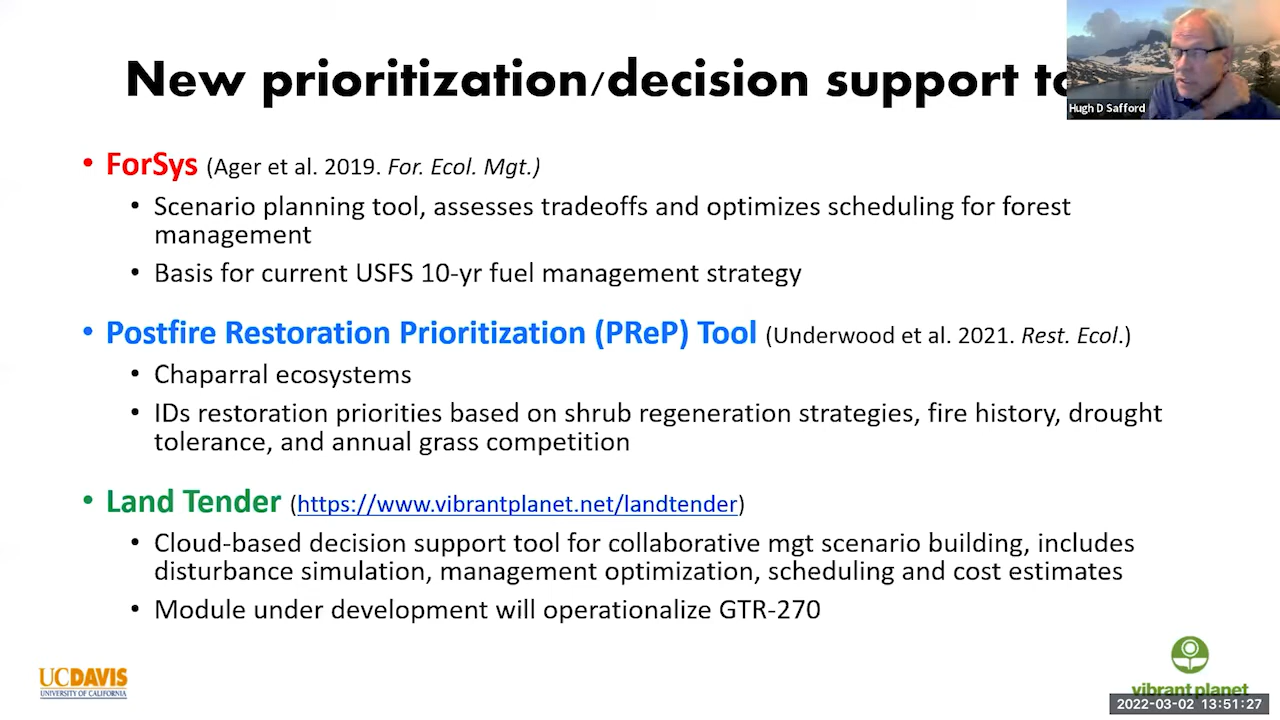 New prioritization/decision support to
Hugh D Safford
• ForSys (Ager et al. 2019. For. Ecol. Mgt.)
• Scenario planning tool, assesses tradeoffs and optimizes scheduling for forest
management
• Basis for current USFS 10-yr fuel management strategy
• Postfire Restoration Prioritization (PReP) Tool (Underwood et al. 2021. Rest. Ecol.)
• Chaparral ecosystems
• IDs restoration priorities based on shrub regeneration strategies, fire history, drought
tolerance, and annual grass competition
• Land Tender (https://www.vibrantplanet.net/landtender)
• Cloud-based decision support tool for collaborative mgt scenario building, includes
disturbance simulation, management optimization, scheduling and cost estimates
• Module under development will operationalize GTR-270
UCDAVIS
UNIVERSITY OF CALIFORNIA
vibrant planet
2022-03-02 13:51:27